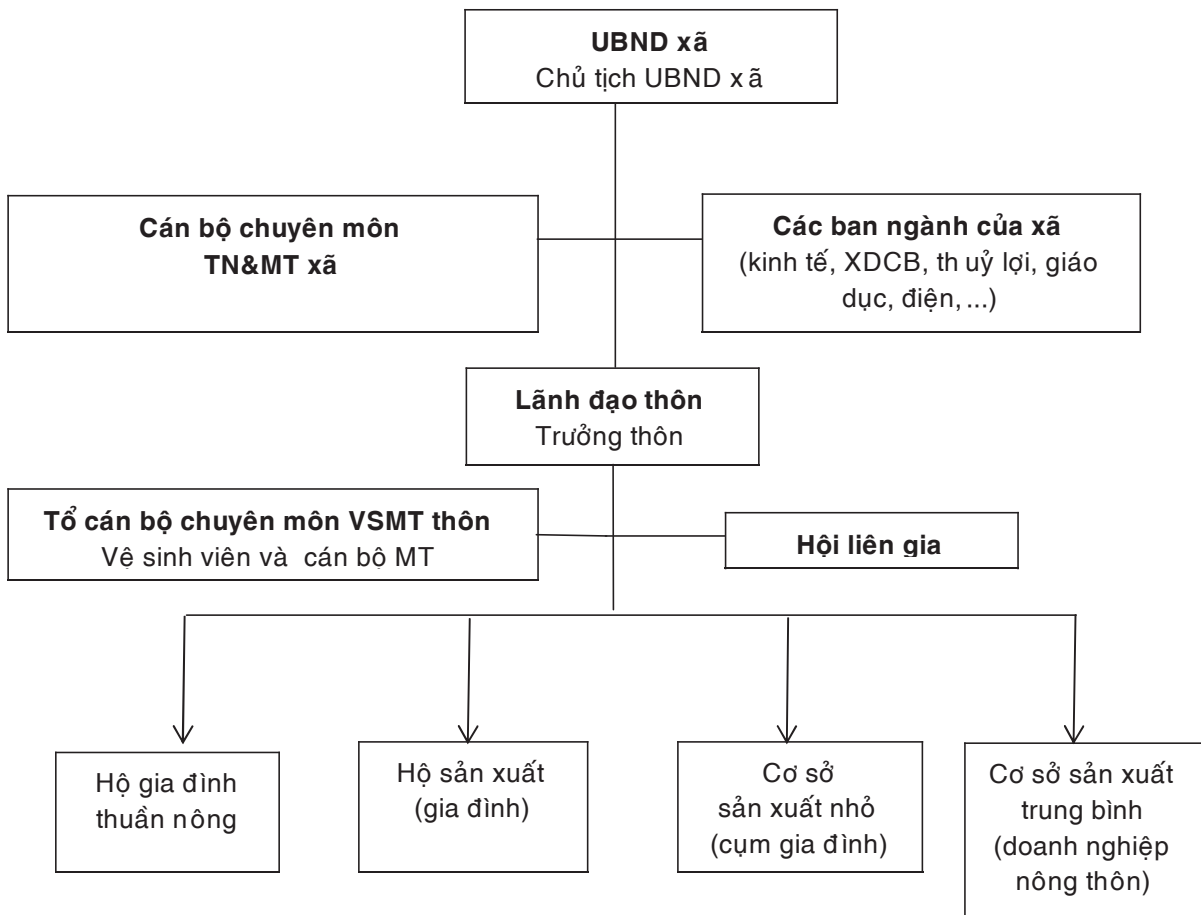 UBND xã
Chủ tịch UBND xã
Cán bộ chuyên môn
TN&MT xã
Các ban ngành của xã
(kinh tế, XDCB, thuỷ lợi, giáo
dục, điện, ...)
Lãnh đạo thôn
Trưởng thôn
Tổ cán bộ chuyên môn VSMT thôn
Vệ sinh viên và cán bộ MT
Hội liên gia
Hộ gia đình
thuần nông
Hộ sản xuất
(gia đình)
Cơ sở
sản xuất nhỏ
(cụm gia đình)
Cơ sở sản xuất
trung bình
(doanh nghiệp
nông thôn)